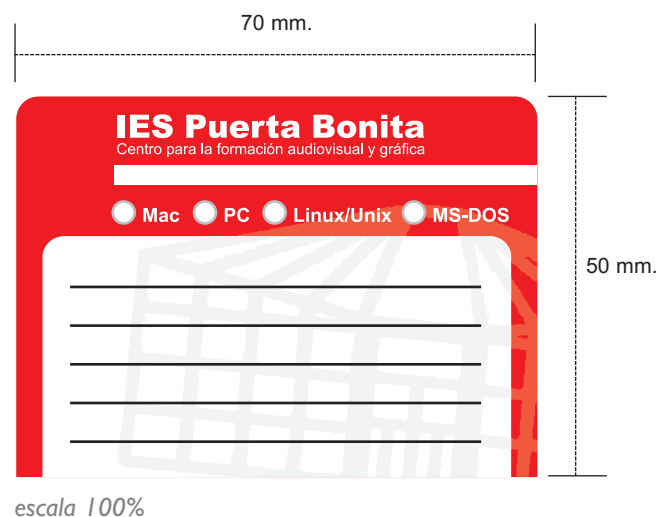 70 mm.
IES Puerta Bonita
Centro para la formación audiovisual y gráfica
Mac PC Linux/Unix MS-DOS
50 mm.
escala 100%